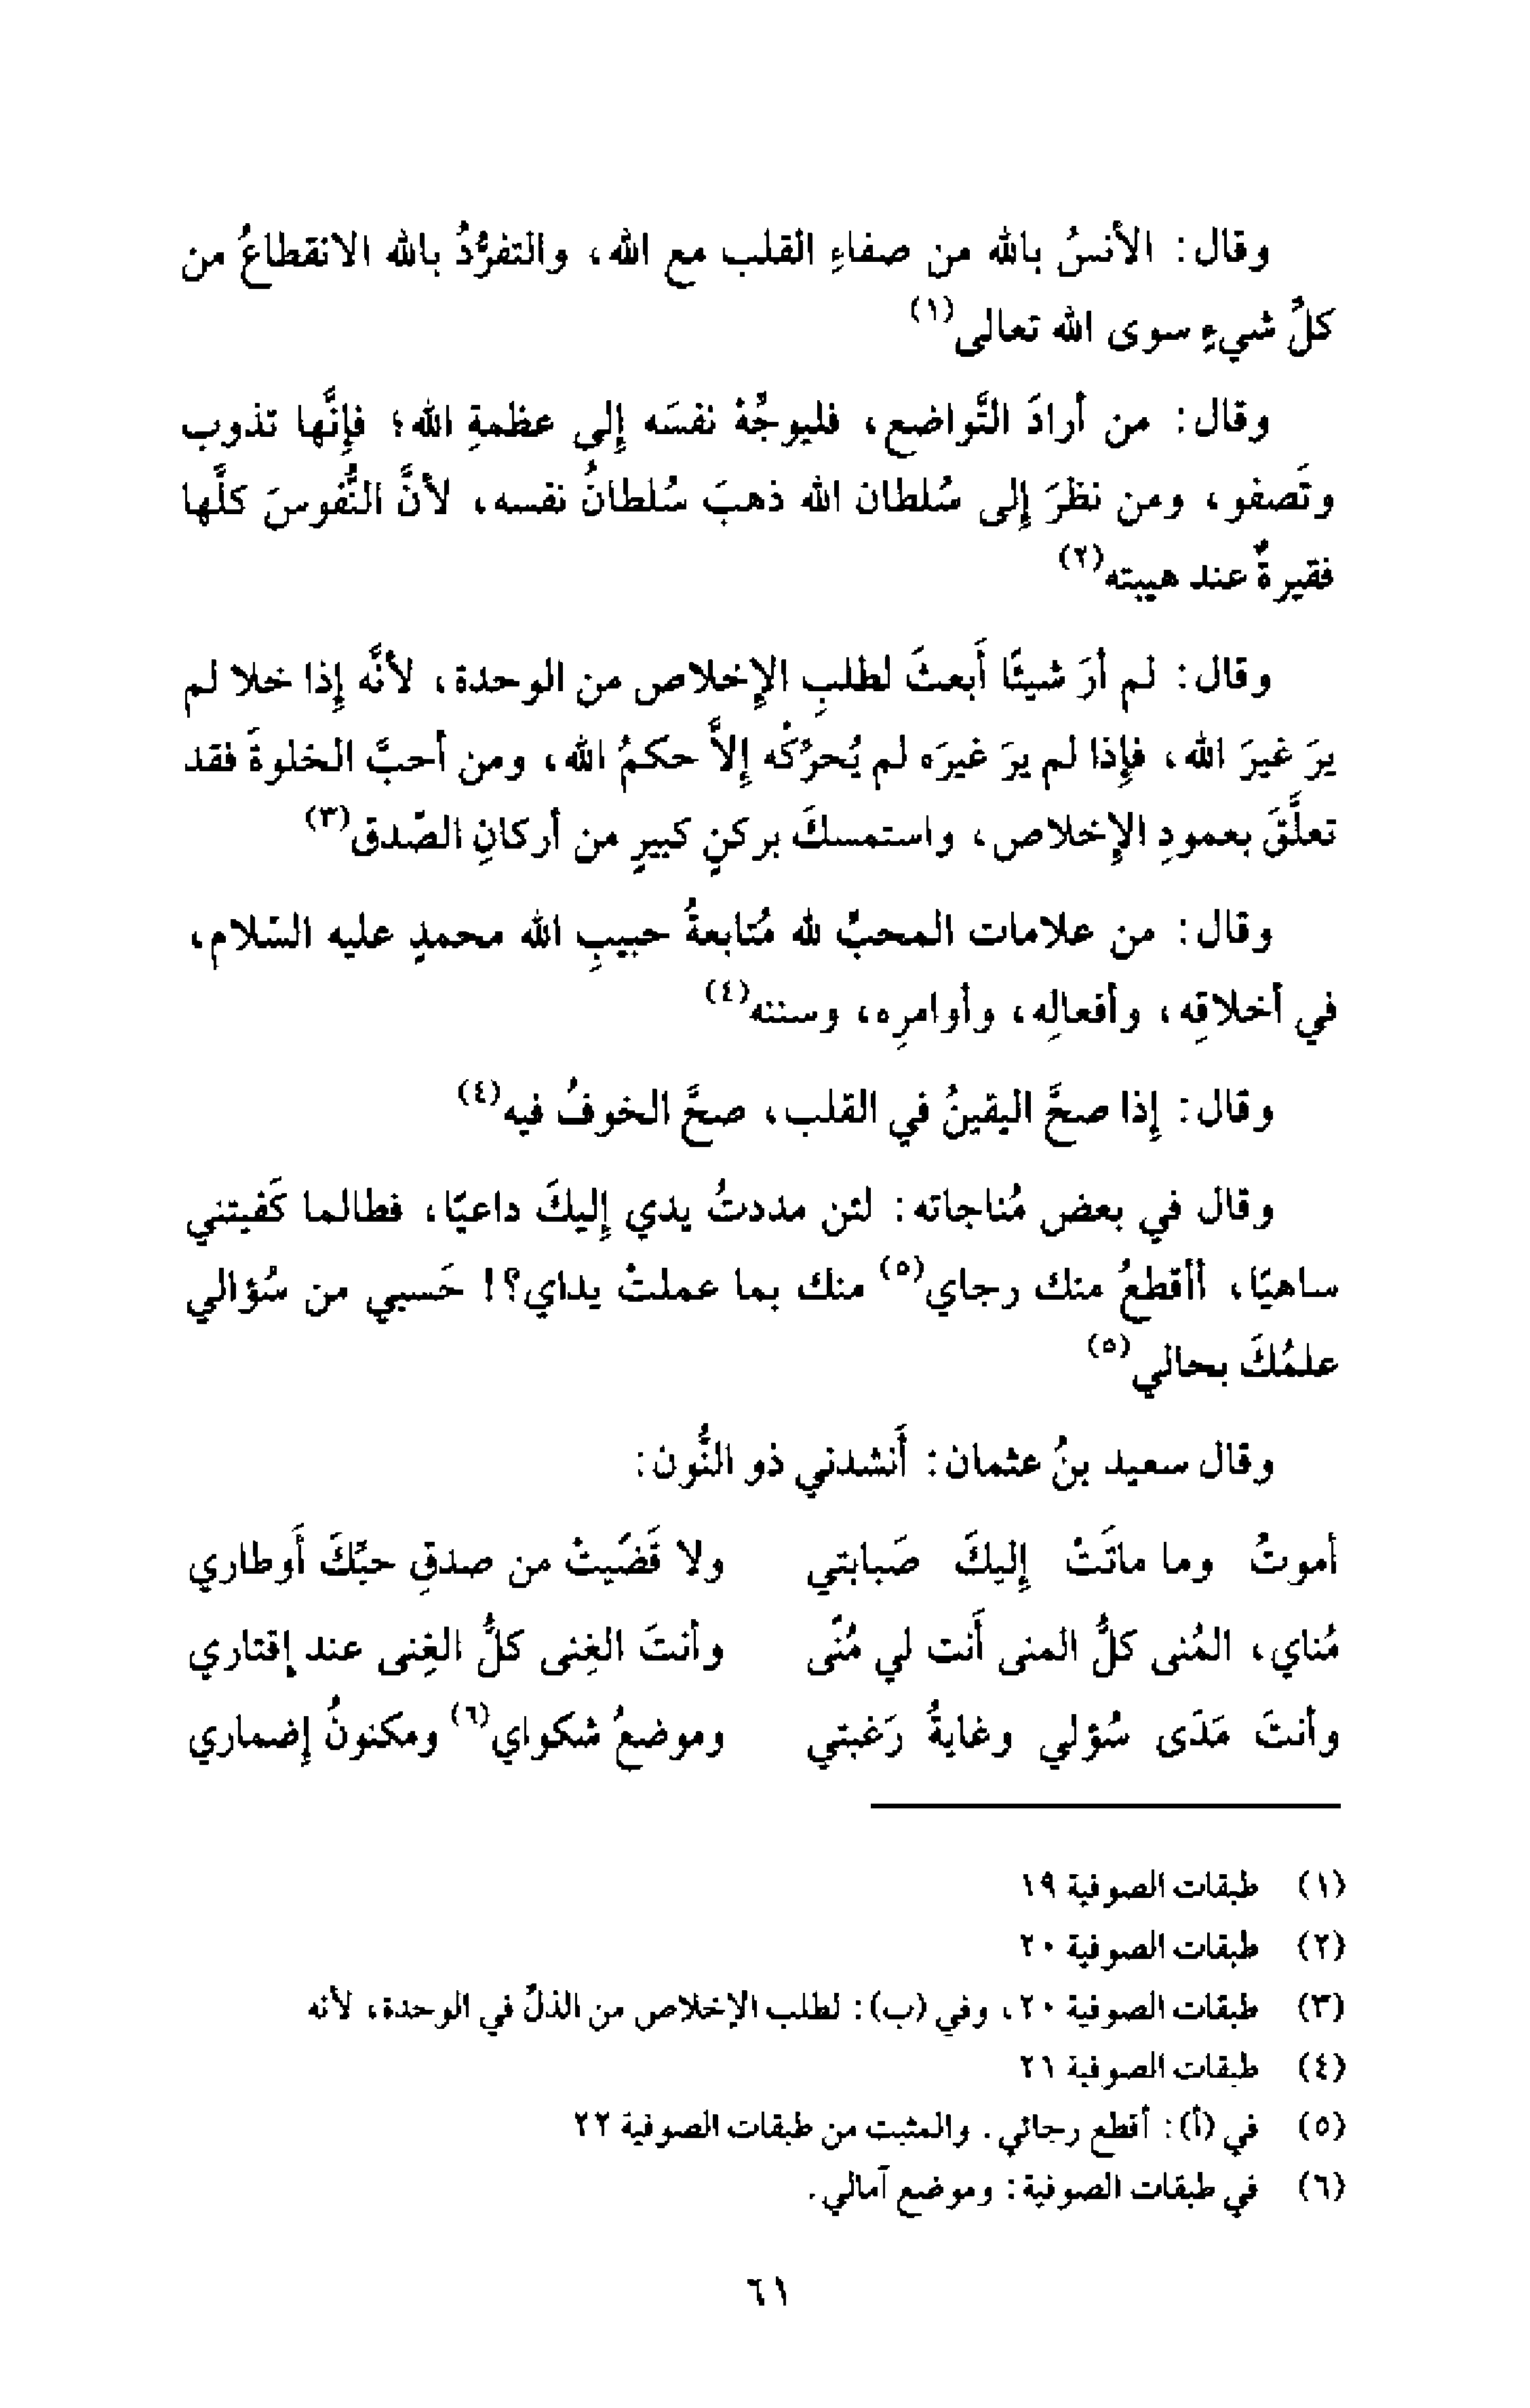 وقال: الأنسُ بالله من صفاءِ القلب مع الله، والتفرُّدُ بالله الانقطاعُ من
كلِّ شيءٍ سوى الله تعالى(١)
وقال: من أرادَ التَّواضع، فليوجِّهْ نفسَه إلى عظمةِ الله؛ فإنَّها تذوب
وتَصفو، ومن نظرَ إلى سُلطان الله ذهبَ سُلطانُ نفسه، لأنَّ النُّفوسَ كلَّها
فقيرةٌ عند هيبته(٢)
وقال: لم أرَ شيئًا أبعثَ لطلبِ الإخلاص من الوحدة، لأنَّه إذا خلا لم
يرَ غيرَ الله، فإذا لم يرَ غيرَه لم يُحرِّكْه إلاَّ حكمُ الله، ومن أحبَّ الخلوةَ فقد
تعلَّقَ بعمودِ الإخلاص، واستمسكَ بركنٍ كبيرٍ من أركانِ الصّدق(٣)
وقال: من علامات المحبِّ لله مُتابعةُ حبيبِ الله محمدٍ عليه السّلام،
في أخلاقِه، وأفعالِه، وأوامرِه، وسننه(٤)
وقال: إذا صحَّ اليقينُ في القلب، صحَّ الخوفُ فيه(٤)
وقال في بعض مُناجاته: لئن مددتُ يدي إليكَ داعيًا، فطالما كَفيتني
ساهيًا، أأقطعُ منك رجاي(٥) منك بما عملتْ يداي؟! حَسبي من سُؤالي
علمُكَ بحالي(٥)
وقال سعيد بنُ عثمان: أَنشدني ذو النُّون:
أموتُ وما ماتَتْ إليكَ صَبابتي ولا قَضّيتْ من صدقِ حبِّكَ أَوطاري
مُناي، المُنى كلُّ المنى أَنت لي مُنًى وأنتَ الغِنى كلُّ الغِنى عند إقتاري
وأنتَ مَدَى سُؤلي وغايةُ رَغبتي وموضعُ شكواي(٦) ومكنونُ إضماري
(١) طبقات الصوفية ١٩
(٢) طبقات الصوفية ٢٠
(٣) طبقات الصوفية ٢٠، وفي (ب): لطلب الإخلاص من الذلّ في الوحدة، لأنه
(٤) طبقات الصوفية ٢١
(٥) في (أ): أقطع رجائي. والمثبت من طبقات الصوفية ٢٢
(٦) في طبقات الصوفية: وموضع آمالي.
٦١